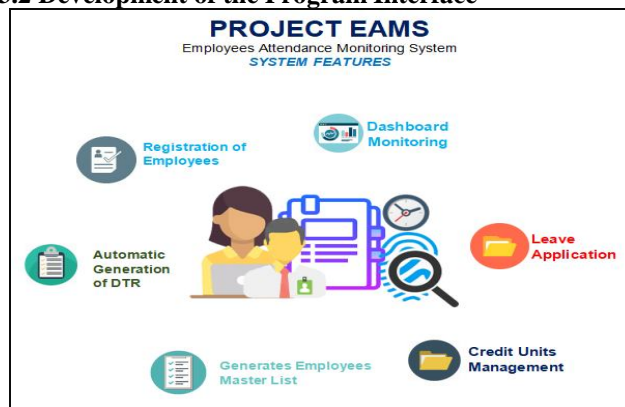 3.2 Development of the Program Interface
PROJECT EAMS
Employees Attendance Monitoring System
SYSTEM FEATURES
Dashboard
Monitoring
Registration of
Employees
Leave
Application
Automatic
Generation
of DTR
Credit Units
Management
Generates Employees
Master List